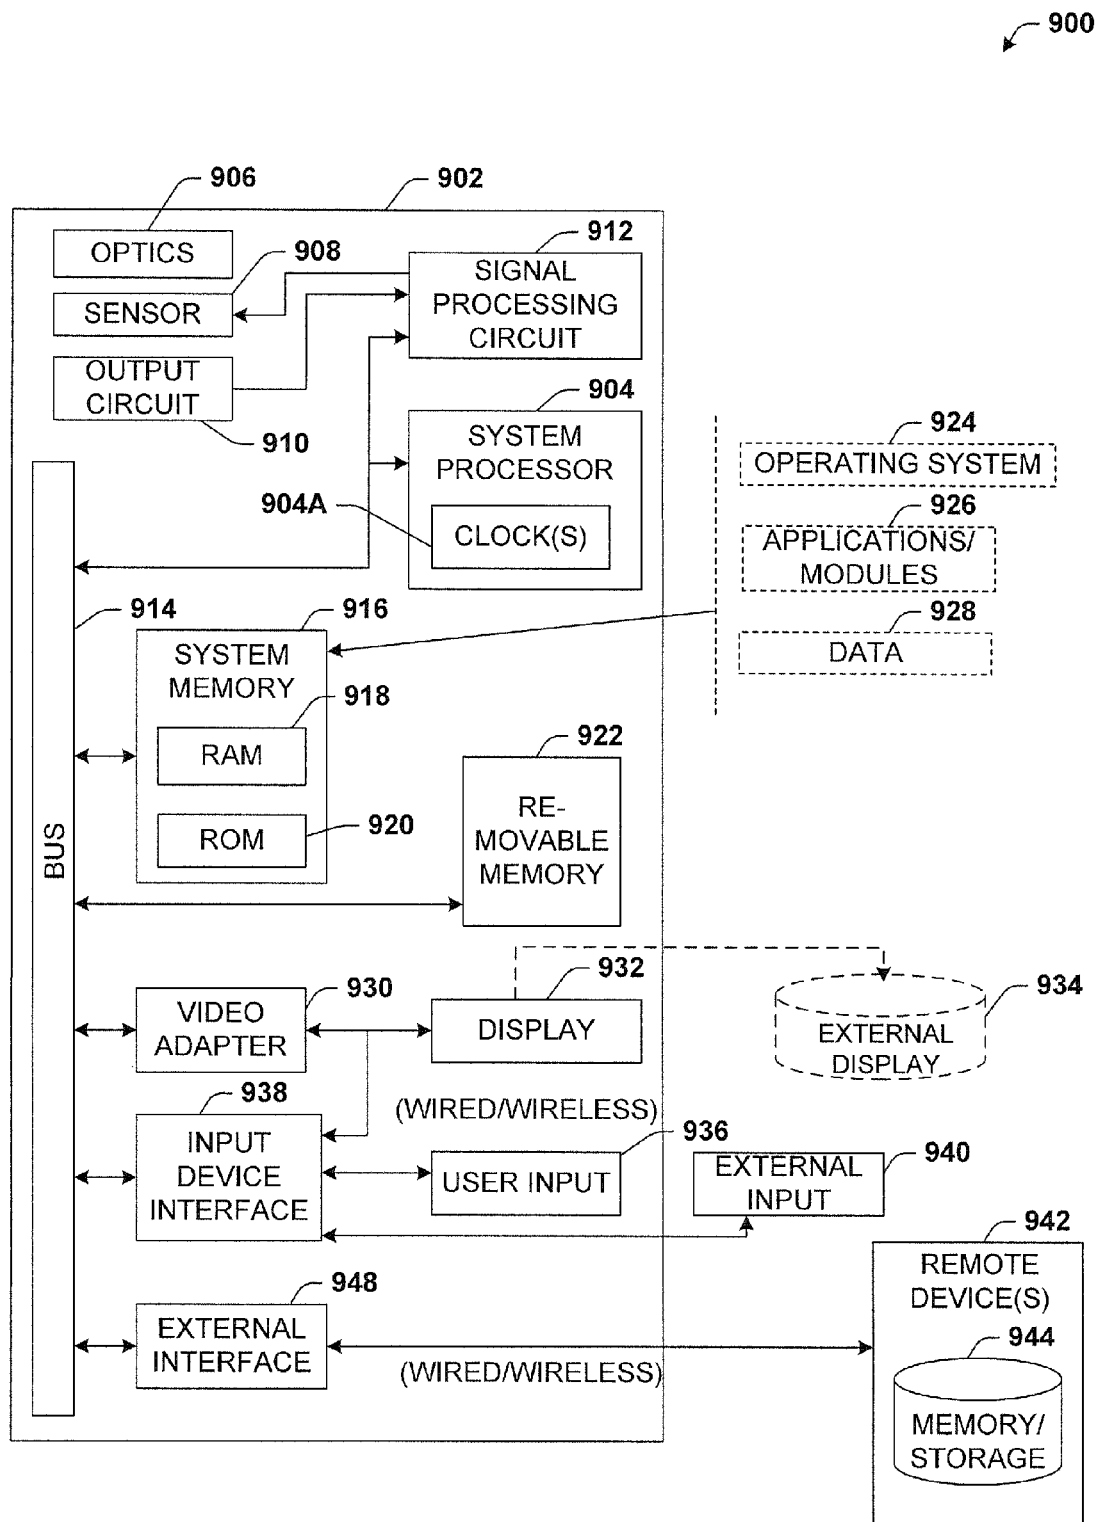 900
902
906
OPTICS
908
SENSOR
OUTPUT
CIRCUIT
910
912
SIGNAL
PROCESSING
CIRCUIT
904
SYSTEM
PROCESSOR
904A
CLOCK(S)
924
OPERATING SYSTEM
926
APPLICATIONS/
MODULES
928
DATA
914
BUS
916
SYSTEM
MEMORY
918
RAM
920
ROM
922
RE-
MOVABLE
MEMORY
930
VIDEO
ADAPTER
932
DISPLAY
934
EXTERNAL
DISPLAY
938
INPUT
DEVICE
INTERFACE
(WIRED/WIRELESS)
936
USER INPUT
940
EXTERNAL
INPUT
942
REMOTE
DEVICE(S)
944
MEMORY/
STORAGE
948
EXTERNAL
INTERFACE
(WIRED/WIRELESS)